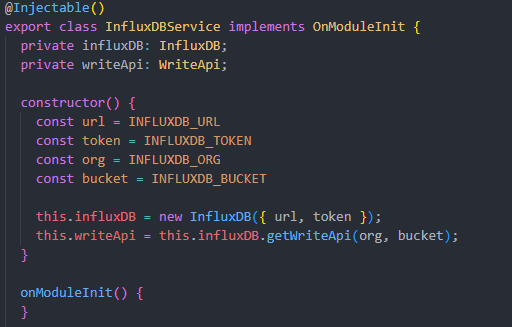 @Injectable()
export class InfluxDBService implements OnModuleInit {
  private influxDB: InfluxDB;
  private writeApi: WriteApi;

  constructor() {
    const url = INFLUXDB_URL
    const token = INFLUXDB_TOKEN
    const org = INFLUXDB_ORG
    const bucket = INFLUXDB_BUCKET

    this.influxDB = new InfluxDB({ url, token });
    this.writeApi = this.influxDB.getWriteApi(org, bucket);
  }

  onModuleInit() {
  }